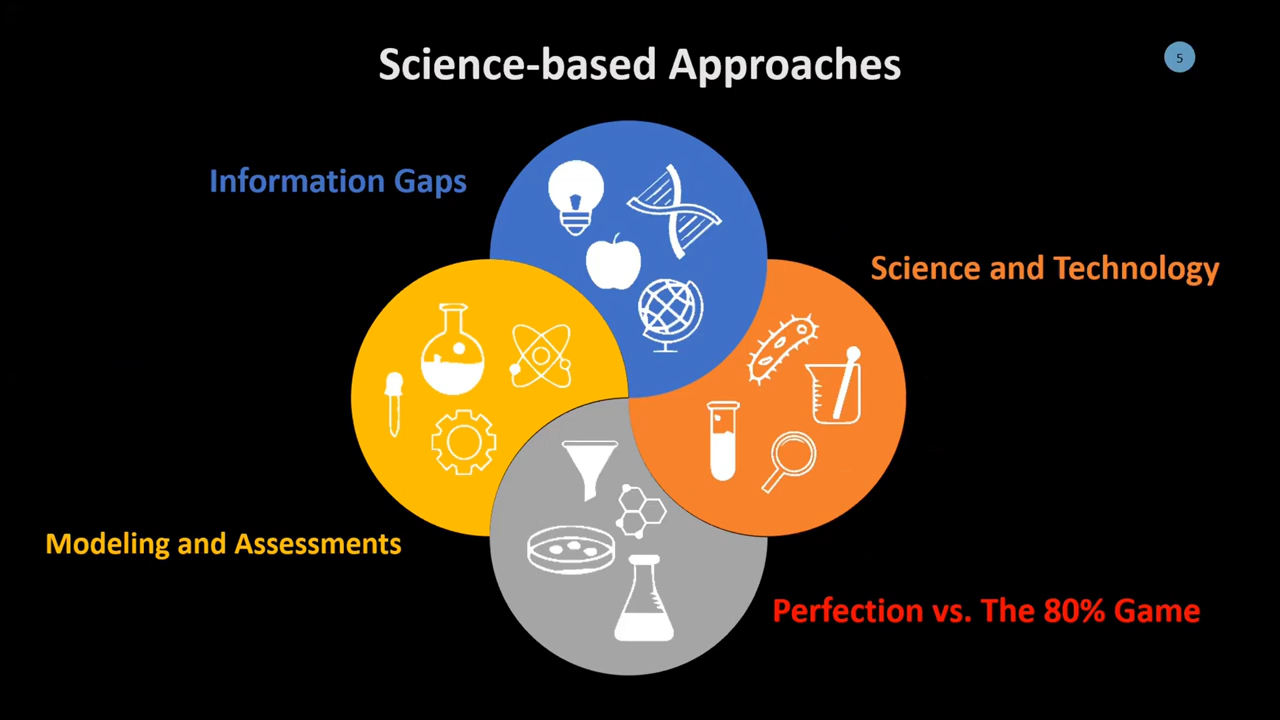 Science-based Approaches
5
Information Gaps
Science and Technology
Modeling and Assessments
Perfection vs. The 80% Game